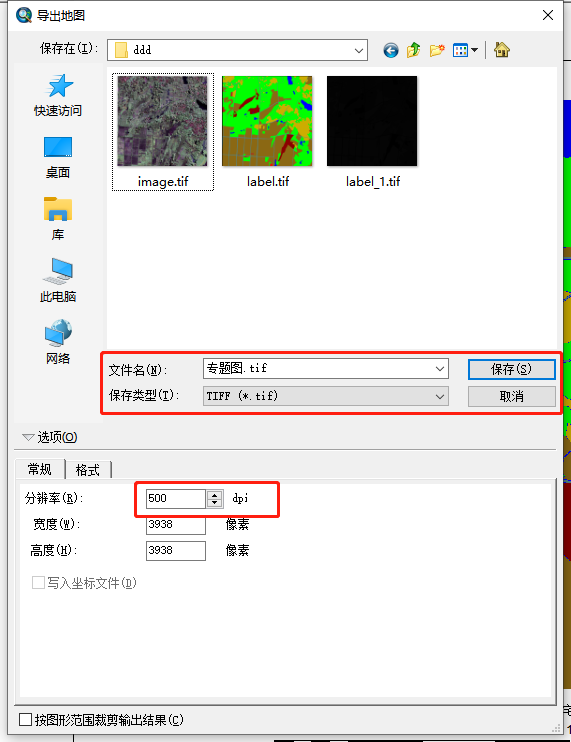 导出地图
保存在(I):
ddd
快速访问
桌面
库
此电脑
网络
image.tif
label.tif
label_1.tif
文件名(N):
专题图.tif
保存(S)
保存类型(T):
TIFF (*.tif)
取消
选项(O)
常规
格式
分辨率(R):
500
dpi
宽度(W):
3938
像素
高度(H):
3938
像素
写入坐标文件(D)
按图形范围裁剪输出结果(C)